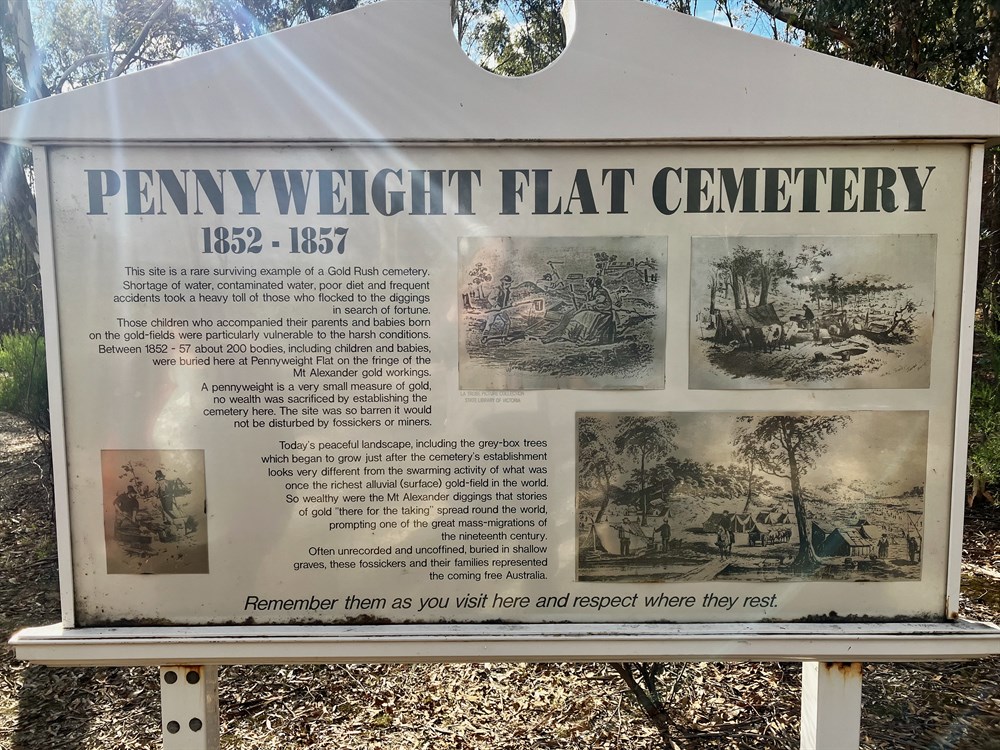 PENNYWEIGHT FLAT CEMETERY
1852 - 1857
This site is a rare surviving example of a Gold Rush cemetery.
Shortage of water, contaminated water, poor diet and frequent
accidents took a heavy toll of those who flocked to the diggings
in search of fortune.
Those children who accompanied their parents and babies born
on the gold-fields were particularly vulnerable to the harsh conditions.
Between 1852 - 57 about 200 bodies, including children and babies,
were buried here at Pennyweight Flat on the fringe of the
Mt Alexander gold workings.
A pennyweight is a very small measure of gold,
no wealth was sacrificed by establishing the
cemetery here. The site was so barren it would
not be disturbed by fossickers or miners.
LA TROBE PICTURE COLLECTION
STATE LIBRARY OF VICTORIA
Today's peaceful landscape, including the grey-box trees
which began to grow just after the cemetery's establishment
looks very different from the swarming activity of what was
once the richest alluvial (surface) gold-field in the world.
So wealthy were the Mt Alexander diggings that stories
of gold "there for the taking" spread round the world,
prompting one of the great mass-migrations of
the nineteenth century.
Often unrecorded and uncoffined, buried in shallow
graves, these fossickers and their families represented
the coming free Australia.
Remember them as you visit here and respect where they rest.